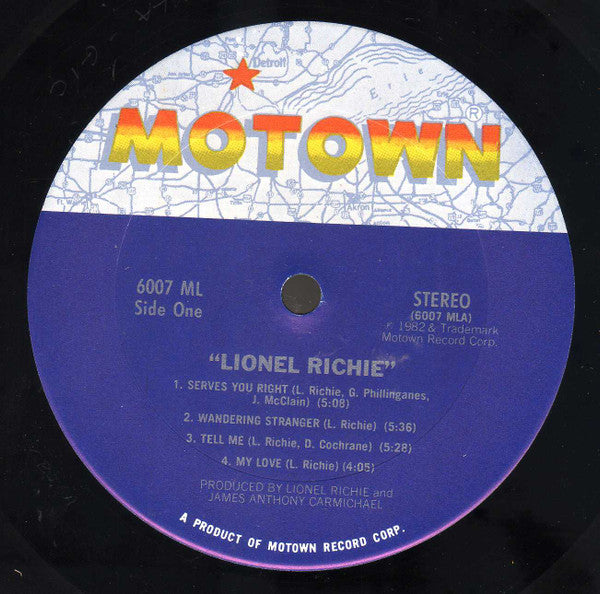 Detroit
Erie
MOTOWN®
Akron
6007 ML
Side One
STEREO
(6007 MLA)
℗ 1982 & Trademark
Motown Record Corp.
"LIONEL RICHIE"
1. SERVES YOU RIGHT (L. Richie, G. Phillinganes,
J. McClain) (5:08)
2. WANDERING STRANGER (L. Richie) (5:36)
3. TELL ME (L. Richie, D. Cochrane) (5:28)
4. MY LOVE (L. Richie) (4:05)
PRODUCED BY LIONEL RICHIE and
JAMES ANTHONY CARMICHAEL
A PRODUCT OF MOTOWN RECORD CORP.